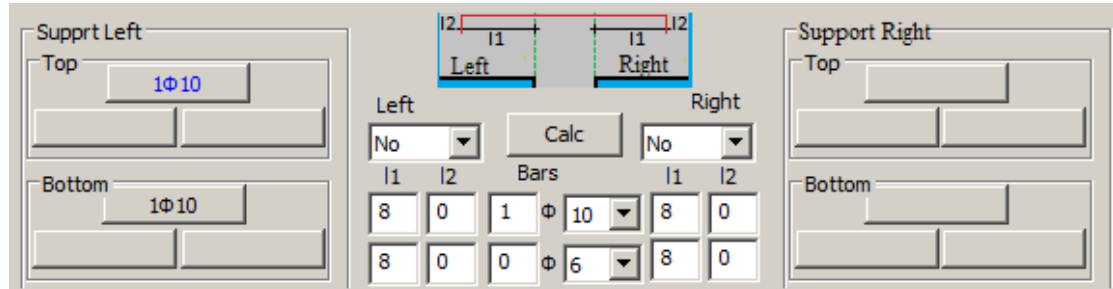 Supprt Left
Top
1Φ10
Bottom
1Φ10
l2 l1 l1 l2
Left Right
Left Right
No Calc No
l1 l2 Bars l1 l2
8 0 1 Φ 10 8 0
8 0 0 Φ 6 8 0
Support Right
Top
Bottom